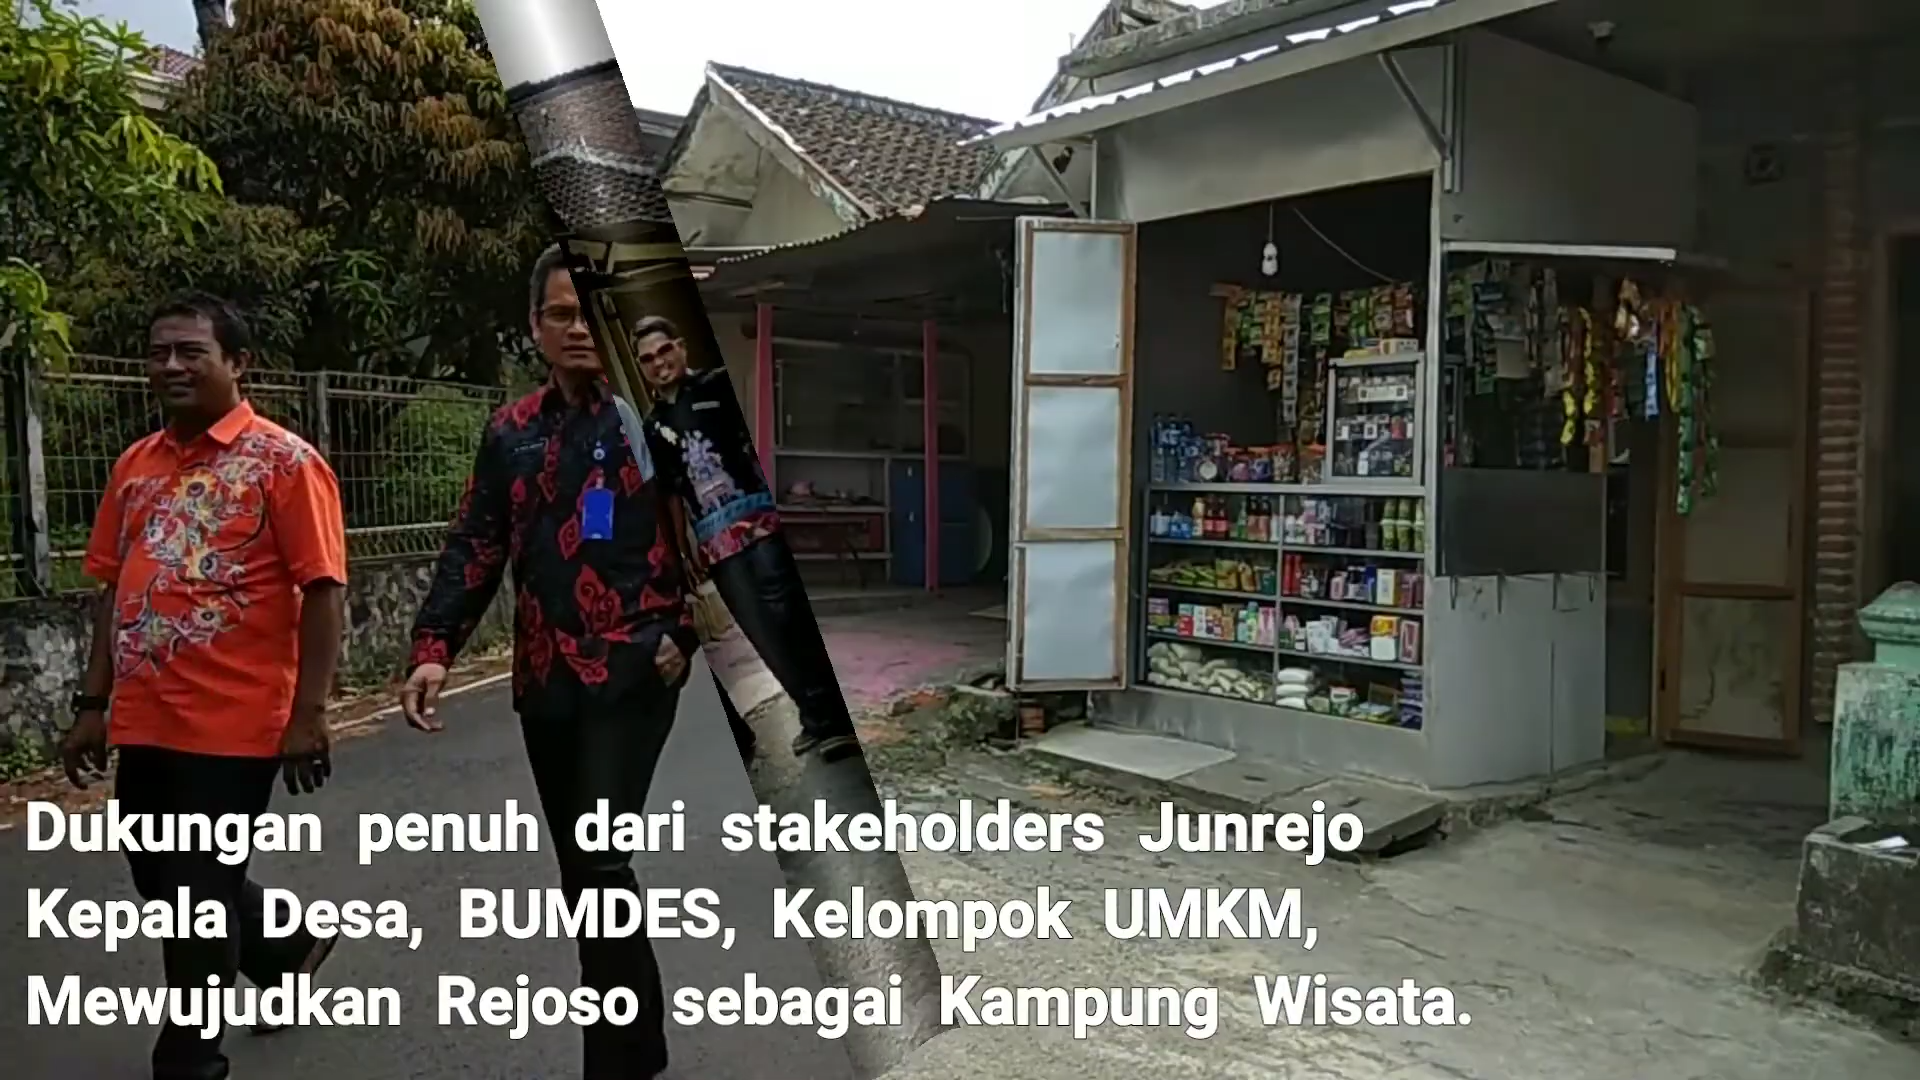 Dukungan penuh dari stakeholders Junrejo
Kepala Desa, BUMDES, Kelompok UMKM,
Mewujudkan Rejoso sebagai Kampung Wisata.